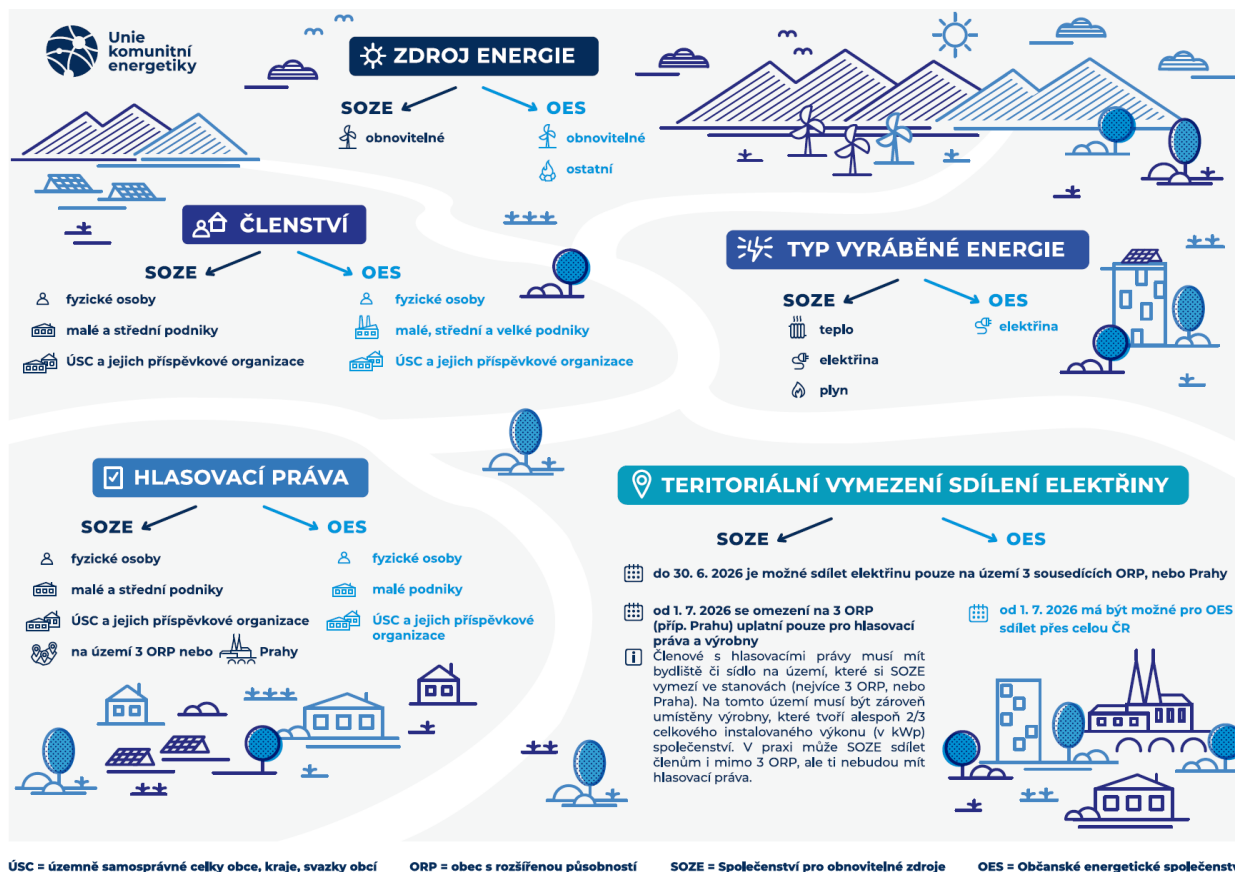 Unie
komunitní
energetiky
ZDROJ ENERGIE
SOZE
obnovitelné
OES
obnovitelné
ostatní
ČLENSTVÍ
SOZE
fyzické osoby
malé a střední podniky
ÚSC a jejich příspěvkové organizace
OES
fyzické osoby
malé, střední a velké podniky
ÚSC a jejich příspěvkové organizace
TYP VYRÁBĚNÉ ENERGIE
SOZE
teplo
elektřina
plyn
OES
elektřina
HLASOVACÍ PRÁVA
SOZE
fyzické osoby
malé a střední podniky
ÚSC a jejich příspěvkové organizace
na území 3 ORP nebo Prahy
OES
fyzické osoby
malé podniky
ÚSC a jejich příspěvkové
organizace
TERITORIÁLNÍ VYMEZENÍ SDÍLENÍ ELEKTŘINY
SOZE
OES
do 30. 6. 2026 je možné sdílet elektřinu pouze na území 3 sousedících ORP, nebo Prahy
od 1. 7. 2026 se omezení na 3 ORP
(příp. Prahu) uplatní pouze pro hlasovací
práva a výrobny
Členové s hlasovacími právy musí mít
bydliště či sídlo na území, které si SOZE
vymezí ve stanovách (nejvíce 3 ORP, nebo
Praha). Na tomto území musí být zároveň
umístěny výrobny, které tvoří alespoň 2/3
celkového instalovaného výkonu (v kWp)
společenství. V praxi může SOZE sdílet
členům i mimo 3 ORP, ale ti nebudou mít
hlasovací práva.
od 1. 7. 2026 má být možné pro OES
sdílet přes celou ČR
ÚSC = územně samosprávné celky obce, kraje, svazky obcí
ORP = obec s rozšířenou působností
SOZE = Společenství pro obnovitelné zdroje
OES = Občanské energetické společenství